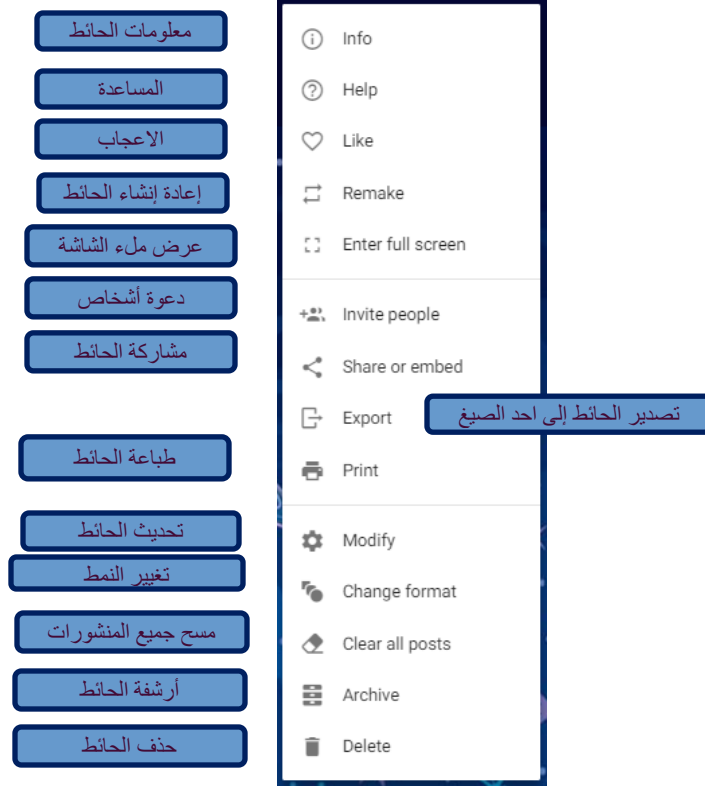 معلومات الحائط
Info
المساعدة
Help
الاعجاب
Like
إعادة إنشاء الحائط
Remake
عرض ملء الشاشة
Enter full screen
دعوة أشخاص
Invite people
مشاركة الحائط
Share or embed
Export
تصدير الحائط إلى احد الصيغ
طباعة الحائط
Print
تحديث الحائط
Modify
تغيير النمط
Change format
مسح جميع المنشورات
Clear all posts
أرشفة الحائط
Archive
حذف الحائط
Delete